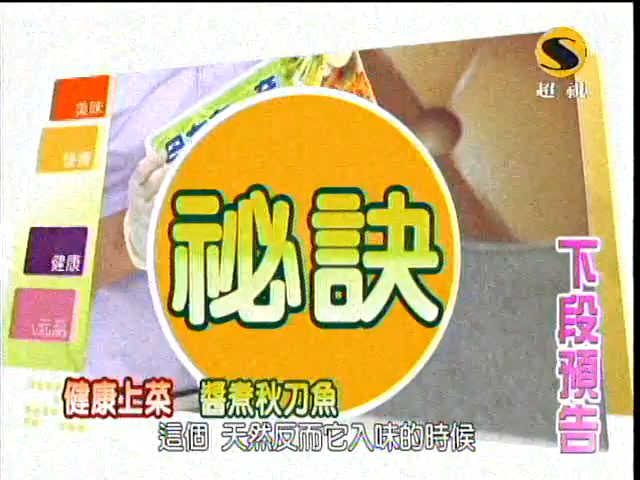 超視
美味
健康
祕訣
下段預告
健康上菜 醬煮秋刀魚
這個 天然反而它入味的時候